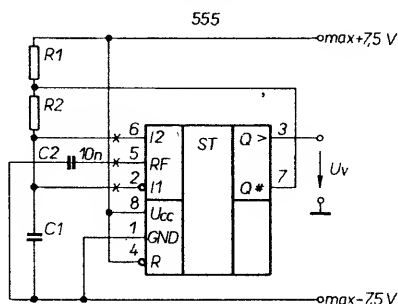 555
max+7,5 V
R1
R2
6 I2 ST Q> 3
C2 10n 5 RF
2 I1 Q# 7
Uv
8 Ucc
C1
1 GND
4 R
max-7,5 V